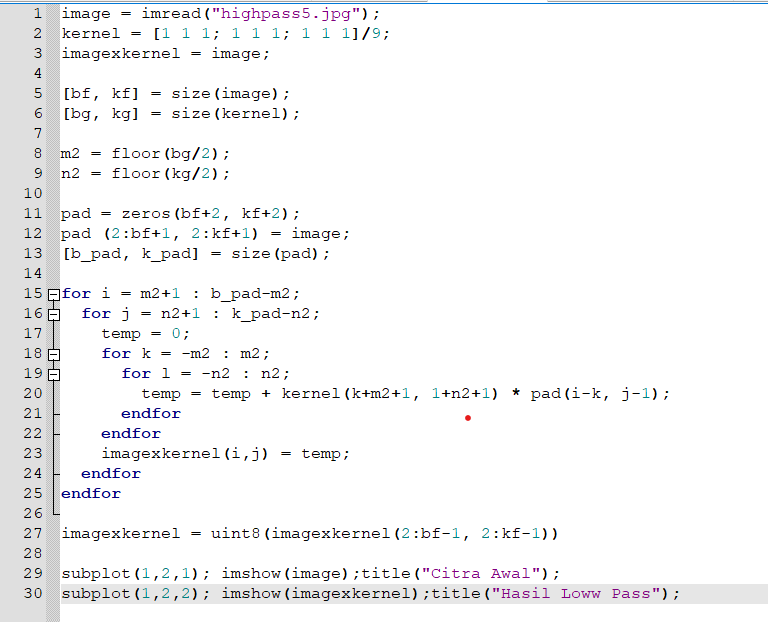 1 image = imread("highpass5.jpg");
2 kernel = [1 1 1; 1 1 1; 1 1 1]/9;
3 imagexkernel = image;
4
5 [bf, kf] = size(image);
6 [bg, kg] = size(kernel);
7
8 m2 = floor(bg/2);
9 n2 = floor(kg/2);
10
11 pad = zeros(bf+2, kf+2);
12 pad (2:bf+1, 2:kf+1) = image;
13 [b_pad, k_pad] = size(pad);
14
15 for i = m2+1 : b_pad-m2;
16 for j = n2+1 : k_pad-n2;
17 temp = 0;
18 for k = -m2 : m2;
19 for l = -n2 : n2;
20 temp = temp + kernel(k+m2+1, 1+n2+1) * pad(i-k, j-1);
21 endfor
22 endfor
23 imagexkernel(i,j) = temp;
24 endfor
25 endfor
26
27 imagexkernel = uint8(imagexkernel(2:bf-1, 2:kf-1))
28
29 subplot(1,2,1); imshow(image);title("Citra Awal");
30 subplot(1,2,2); imshow(imagexkernel);title("Hasil Loww Pass");